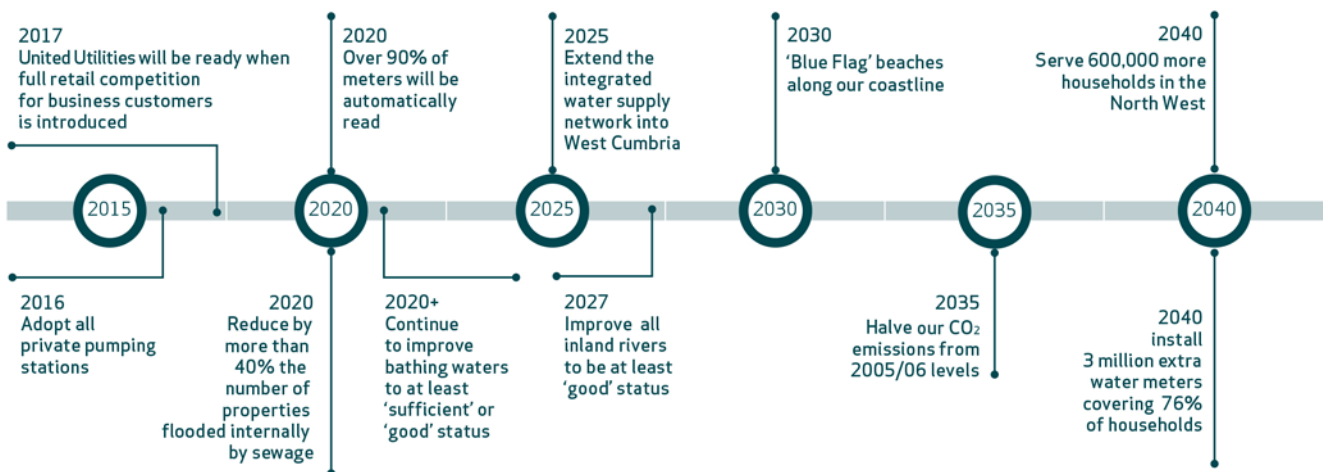 2017
United Utilities will be ready when
full retail competition
for business customers
is introduced
2020
Over 90% of
meters will be
automatically
read
2025
Extend the
integrated
water supply
network into
West Cumbria
2030
‘Blue Flag’ beaches
along our coastline
2040
Serve 600,000 more
households in the
North West
2015
2020
2025
2030
2035
2040
2016
Adopt all
private pumping
stations
2020
Reduce by
more than
40% the
number of
properties
flooded internally
by sewage
2020+
Continue
to improve
bathing waters
to at least
‘sufficient’ or
‘good’ status
2027
Improve all
inland rivers
to be at least
‘good’ status
2035
Halve our CO₂
emissions from
2005/06 levels
2040
install
3 million extra
water meters
covering 76%
of households